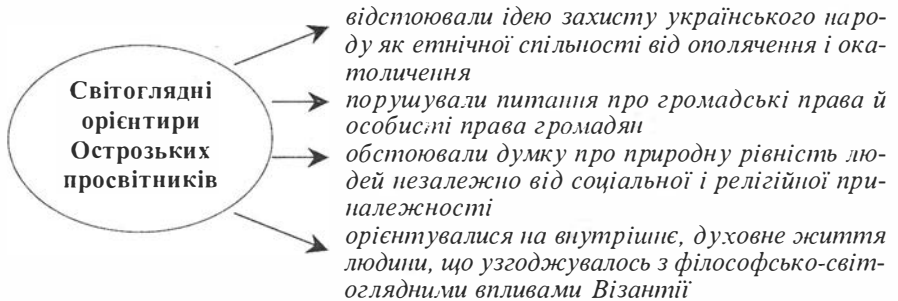 Світоглядні
орієнтири
Острозьких
просвітників
відстоювали ідею захисту українського наро-
ду як етнічної спільності від ополячення і ока-
толичення
порушували питання про громадські права й
особисті права громадян
обстоювали думку про природну рівність лю-
дей незалежно від соціальної і релігійної при-
належності
орієнтувалися на внутрішнє, духовне життя
людини, що узгоджувалось з філософсько-світ-
оглядними впливами Візантії